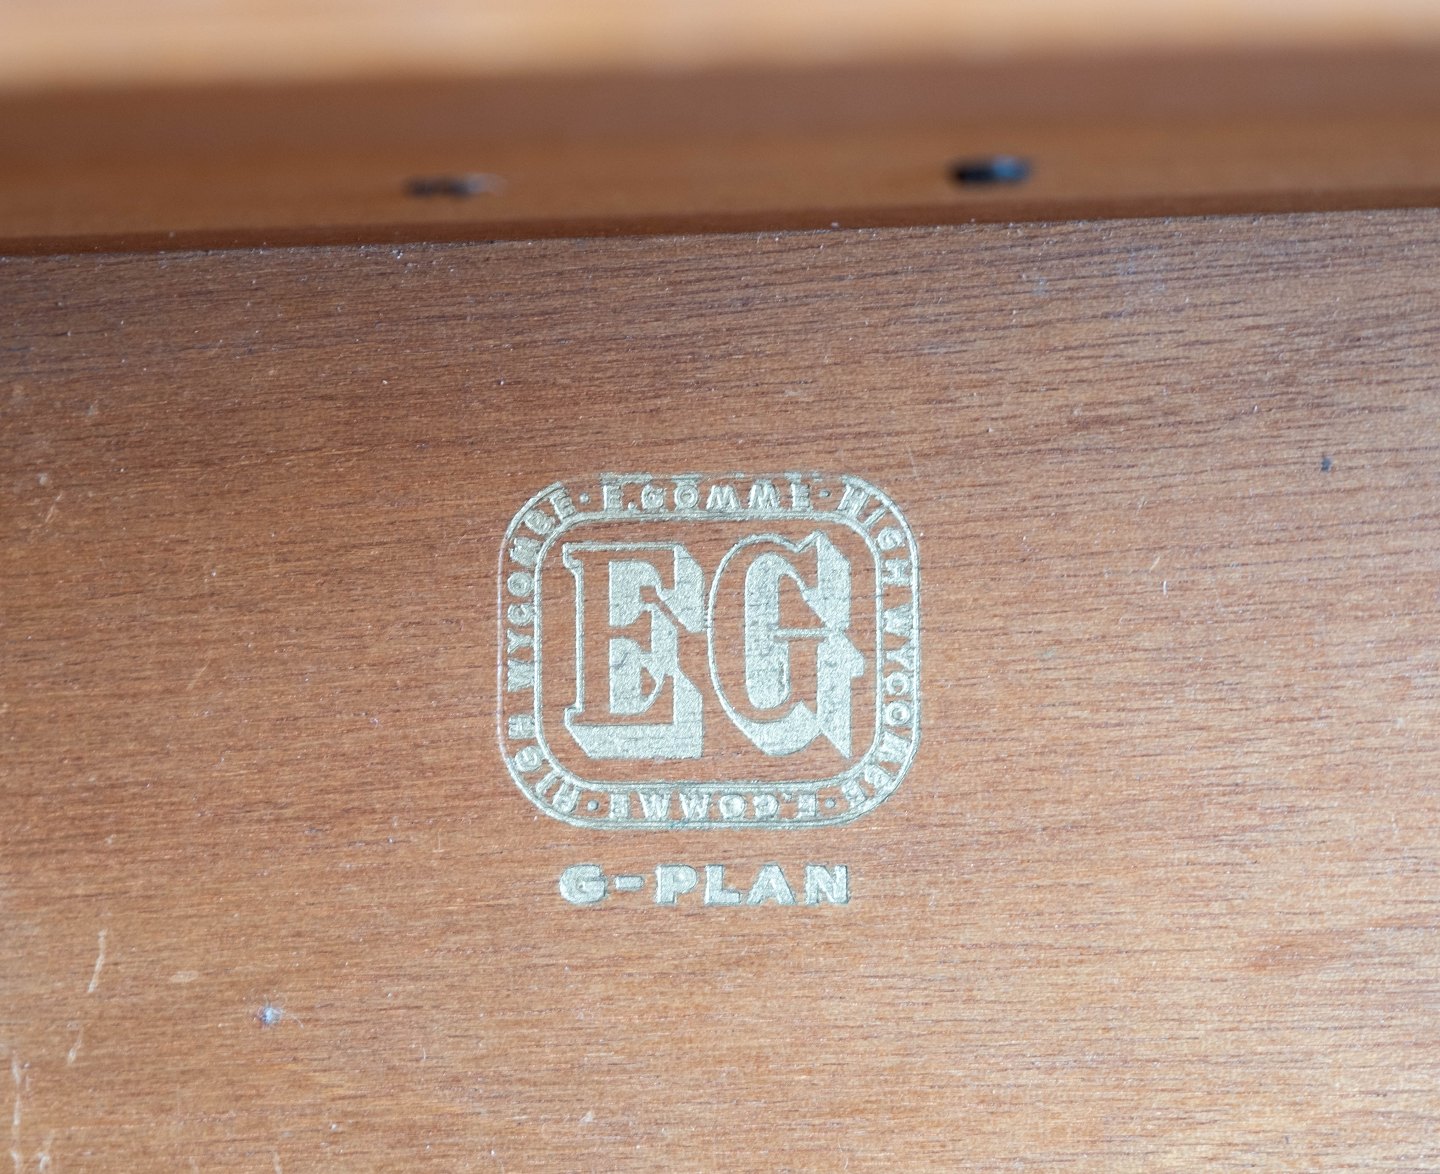 E.GOMME · HIGH WYCOMBE · E.GOMME · HIGH WYCOMBE ·
EG
G-PLAN